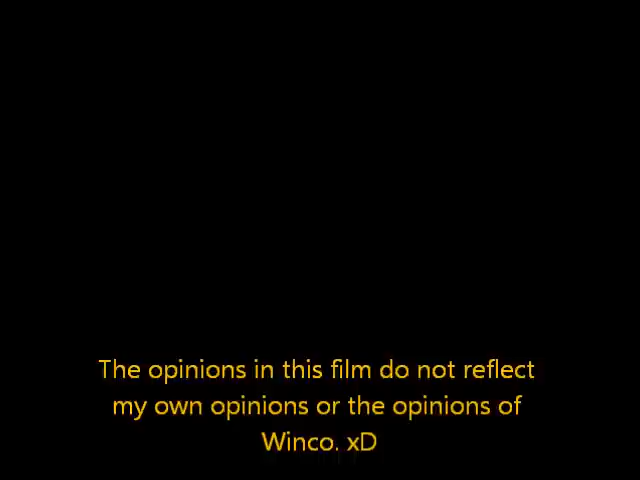 The opinions in this film do not reflect
my own opinions or the opinions of
Winco. xD